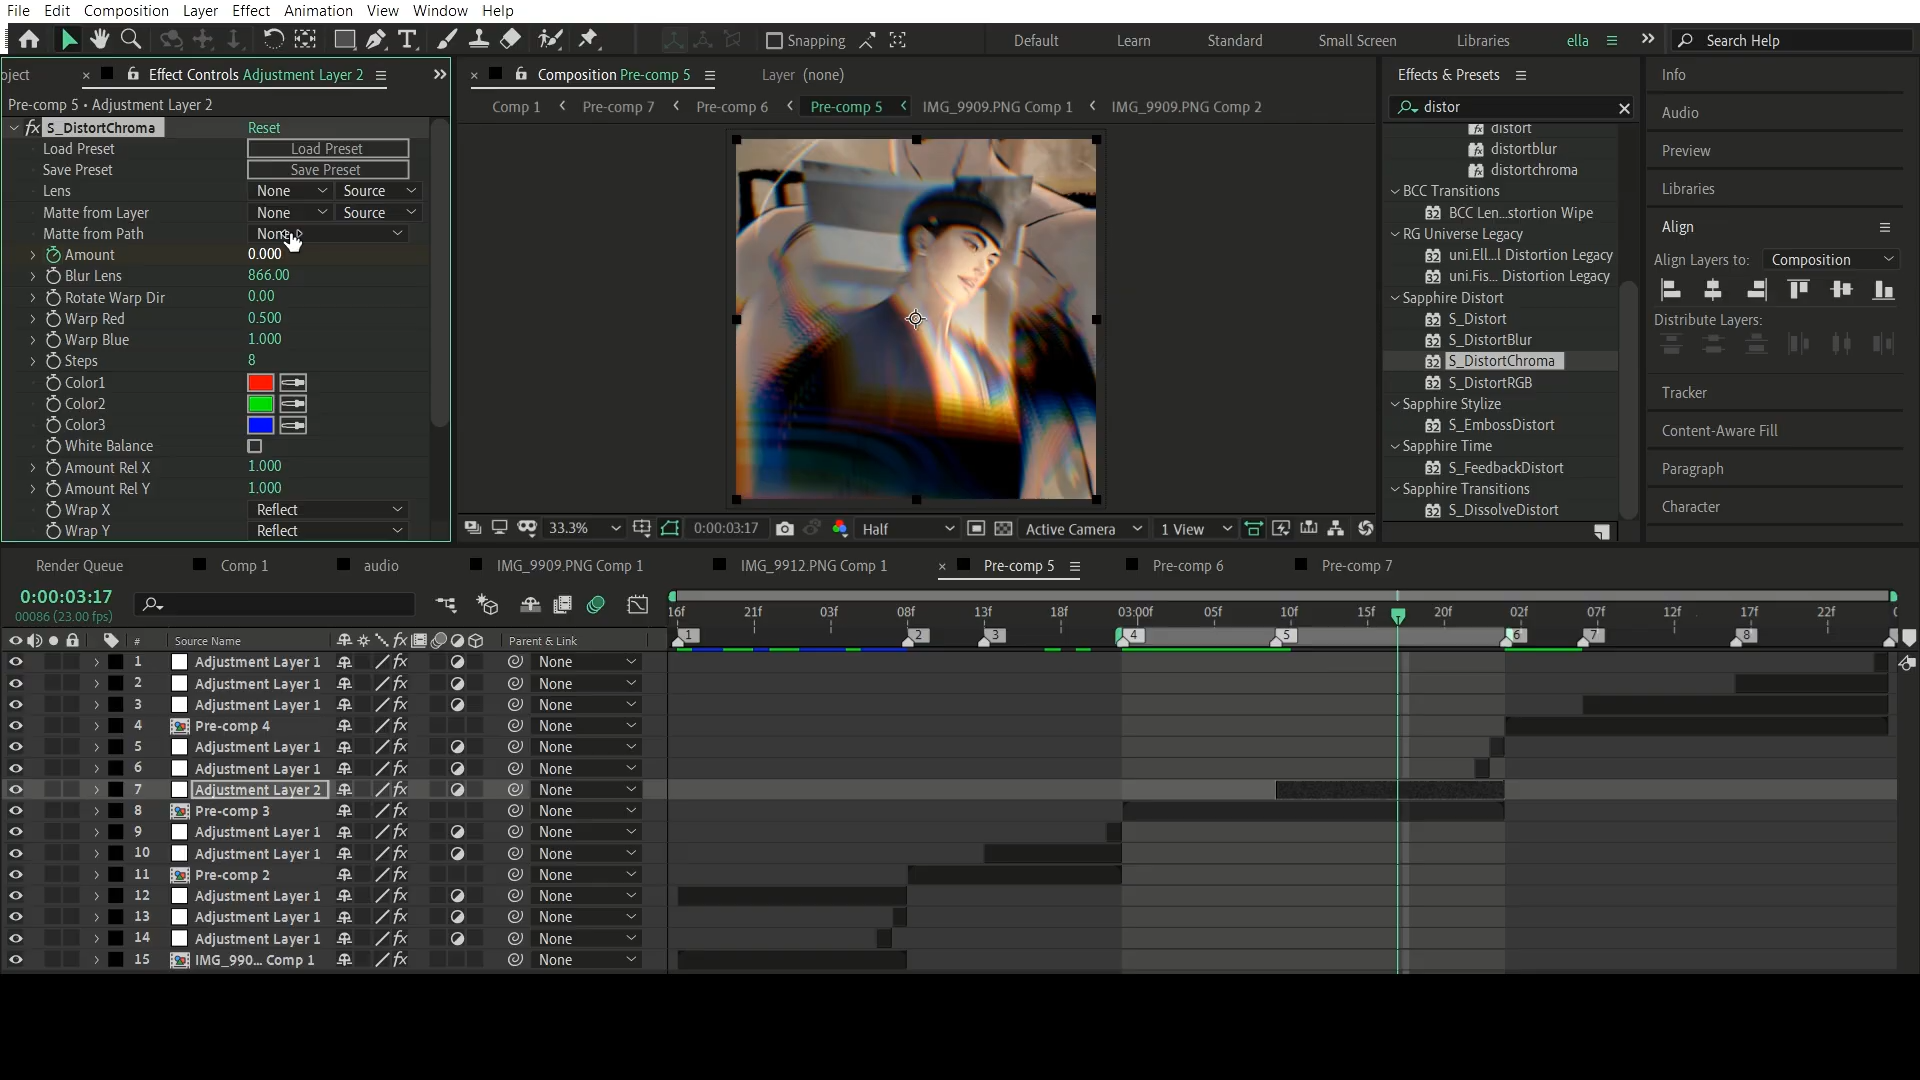 File Edit Composition Layer Effect Animation View Window Help
Snapping Default Learn Standard Small Screen Libraries ella Search Help
oject Effect Controls Adjustment Layer 2 Composition Pre-comp 5 Layer (none) Effects & Presets Info
Pre-comp 5 • Adjustment Layer 2
Comp 1 Pre-comp 7 Pre-comp 6 Pre-comp 5 IMG_9909.PNG Comp 1 IMG_9909.PNG Comp 2
S_DistortChroma Reset
Load Preset Load Preset
Save Preset Save Preset
Lens None Source
Matte from Layer None Source
Matte from Path None
Amount 0.000
Blur Lens 866.00
Rotate Warp Dir 0.00
Warp Red 0.500
Warp Blue 1.000
Steps 8
Color1
Color2
Color3
White Balance
Amount Rel X 1.000
Amount Rel Y 1.000
Wrap X Reflect
Wrap Y Reflect
33.3% 0:00:03:17 Half Active Camera 1 View
distor
distort
distortblur
distortchroma
BCC Transitions
BCC Len...stortion Wipe
RG Universe Legacy
uni.Ell...l Distortion Legacy
uni.Fis... Distortion Legacy
Sapphire Distort
S_Distort
S_DistortBlur
S_DistortChroma
S_DistortRGB
Sapphire Stylize
S_EmbossDistort
Sapphire Time
S_FeedbackDistort
Sapphire Transitions
S_DissolveDistort
Audio
Preview
Libraries
Align
Align Layers to: Composition
Distribute Layers:
Tracker
Content-Aware Fill
Paragraph
Character
Render Queue Comp 1 audio IMG_9909.PNG Comp 1 IMG_9912.PNG Comp 1 Pre-comp 5 Pre-comp 6 Pre-comp 7
0:00:03:17
00086 (23.00 fps)
16f 21f 03f 08f 13f 18f 03:00f 05f 10f 15f 20f 02f 07f 12f 17f 22f 0
1 2 3 4 5 6 7 8
# Source Name fx Parent & Link
1 Adjustment Layer 1 fx None
2 Adjustment Layer 1 fx None
3 Adjustment Layer 1 fx None
4 Pre-comp 4 fx None
5 Adjustment Layer 1 fx None
6 Adjustment Layer 1 fx None
7 Adjustment Layer 2 fx None
8 Pre-comp 3 fx None
9 Adjustment Layer 1 fx None
10 Adjustment Layer 1 fx None
11 Pre-comp 2 fx None
12 Adjustment Layer 1 fx None
13 Adjustment Layer 1 fx None
14 Adjustment Layer 1 fx None
15 IMG_990... Comp 1 fx None